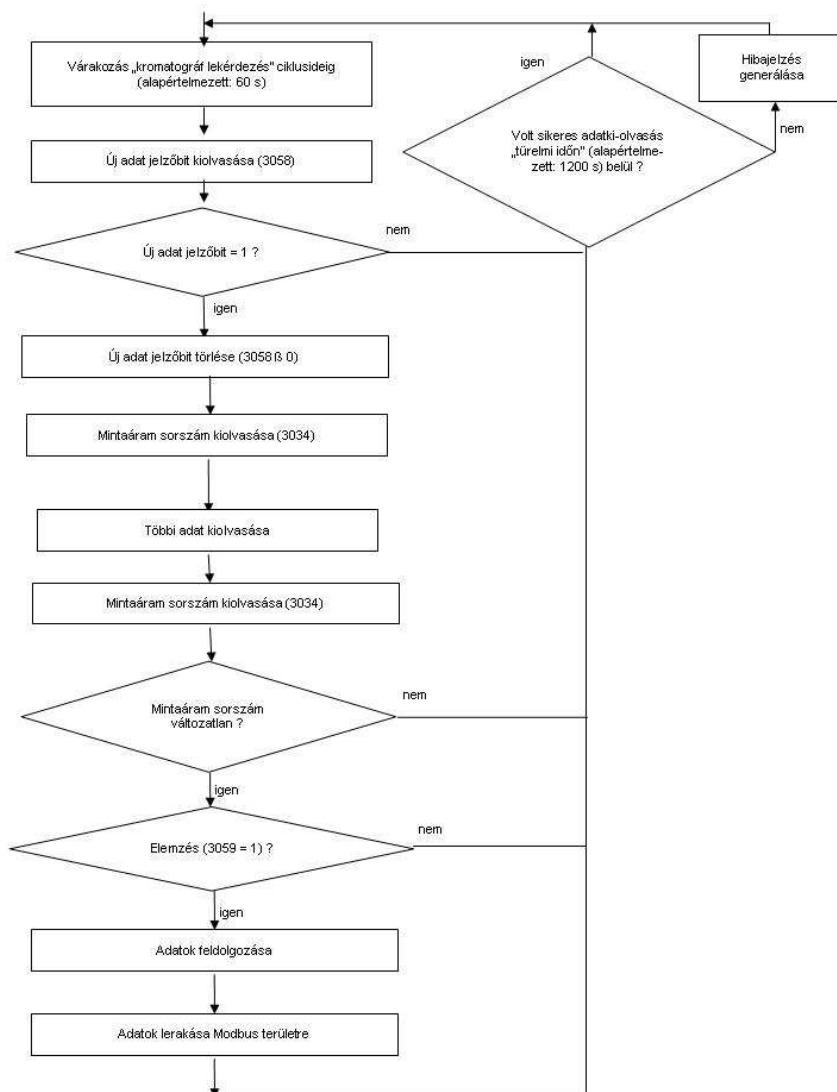 Várakozás „kromatográf lekérdezés” ciklusideig
(alapértelmezett: 60 s)
igen
Hibajelzés
generálása
Új adat jelzőbit kiolvasása (3058)
Volt sikeres adatki-olvasás
„türelmi időn” (alapértelme-
zett: 1200 s) belül ?
nem
Új adat jelzőbit = 1 ?
nem
igen
Új adat jelzőbit törlése (3058 ß 0)
Mintaáram sorszám kiolvasása (3034)
Többi adat kiolvasása
Mintaáram sorszám kiolvasása (3034)
Mintaáram sorszám
változatlan ?
nem
igen
Elemzés (3059 = 1) ?
nem
igen
Adatok feldolgozása
Adatok lerakása Modbus területre